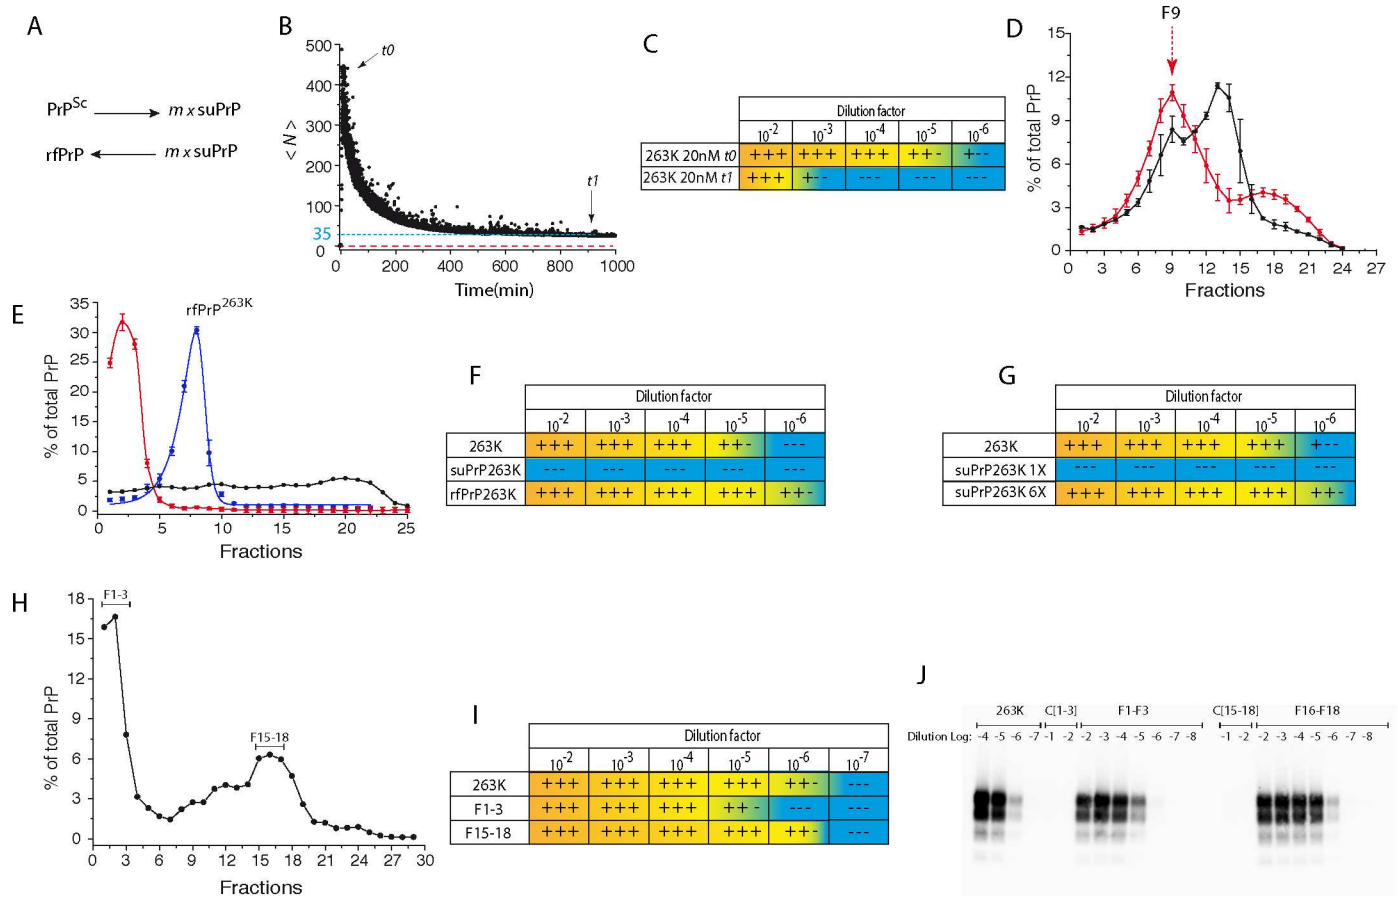 A
PrP^Sc → m x suPrP
rfPrP ← m x suPrP
B
500
400
300
200
100
35
0
< N >
t0
t1
0 200 400 600 800 1000
Time(min)
C
Dilution factor
10^-2 10^-3 10^-4 10^-5 10^-6
263K 20nM t0 +++ +++ +++ ++- +--
263K 20nM t1 +++ +-- --- --- ---
D
F9
15
12
9
6
3
0
% of total PrP
0 3 6 9 12 15 18 21 24 27
Fractions
E
rfPrP^263K
35
30
25
20
15
10
5
0
% of total PrP
0 5 10 15 20 25
Fractions
F
Dilution factor
10^-2 10^-3 10^-4 10^-5 10^-6
263K +++ +++ +++ ++- ---
suPrP263K --- --- --- --- ---
rfPrP263K +++ +++ +++ +++ ++-
G
Dilution factor
10^-2 10^-3 10^-4 10^-5 10^-6
263K +++ +++ +++ +++ +--
suPrP263K 1X --- --- --- --- ---
suPrP263K 6X +++ +++ +++ +++ ++-
H
F1-3
F15-18
18
15
12
9
6
3
0
% of total PrP
0 3 6 9 12 15 18 21 24 27 30
Fractions
I
Dilution factor
10^-2 10^-3 10^-4 10^-5 10^-6 10^-7
263K +++ +++ +++ +++ ++- ---
F1-3 +++ +++ +++ ++- --- ---
F15-18 +++ +++ +++ +++ ++- ---
J
263K C[1-3] F1-F3 C[15-18] F16-F18
Dilution Log: -4 -5 -6 -7 -1 -2 -2 -3 -4 -5 -6 -7 -8 -1 -2 -2 -3 -4 -5 -6 -7 -8